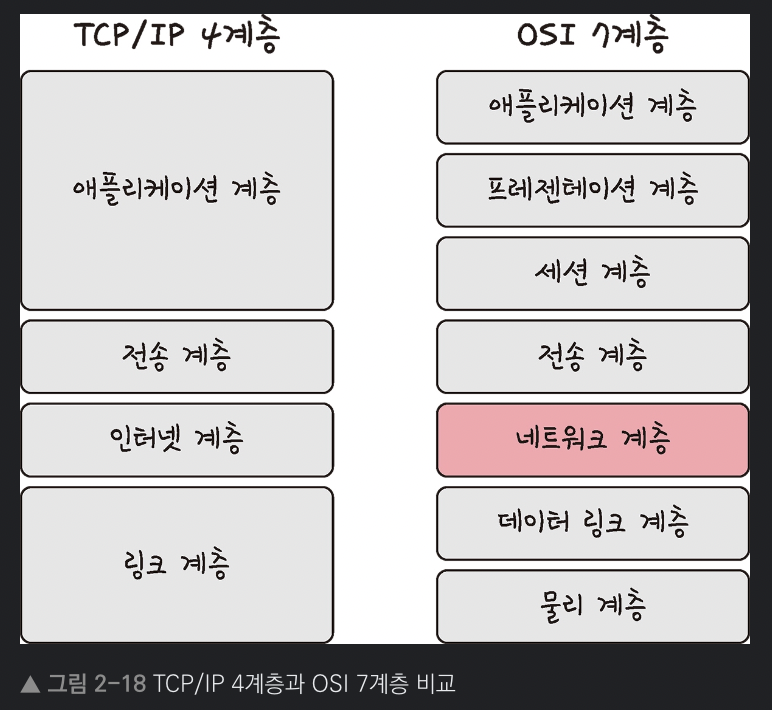 TCP/IP 4계층
애플리케이션 계층
전송 계층
인터넷 계층
링크 계층
OSI 7계층
애플리케이션 계층
프레젠테이션 계층
세션 계층
전송 계층
네트워크 계층
데이터 링크 계층
물리 계층
▲ 그림 2-18 TCP/IP 4계층과 OSI 7계층 비교